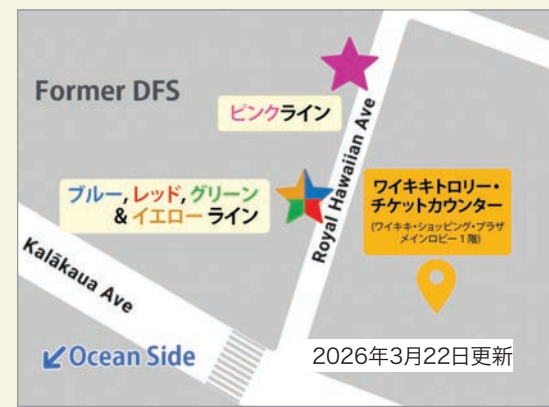 Former DFS
ピンクライン
Royal Hawaiian Ave
ブルー, レッド, グリーン
& イエロー ライン
ワイキキトロリー・
チケットカウンター
(ワイキキ・ショッピング・プラザ
メインロビー1階)
Kalākaua Ave
↙Ocean Side
2026年3月22日更新